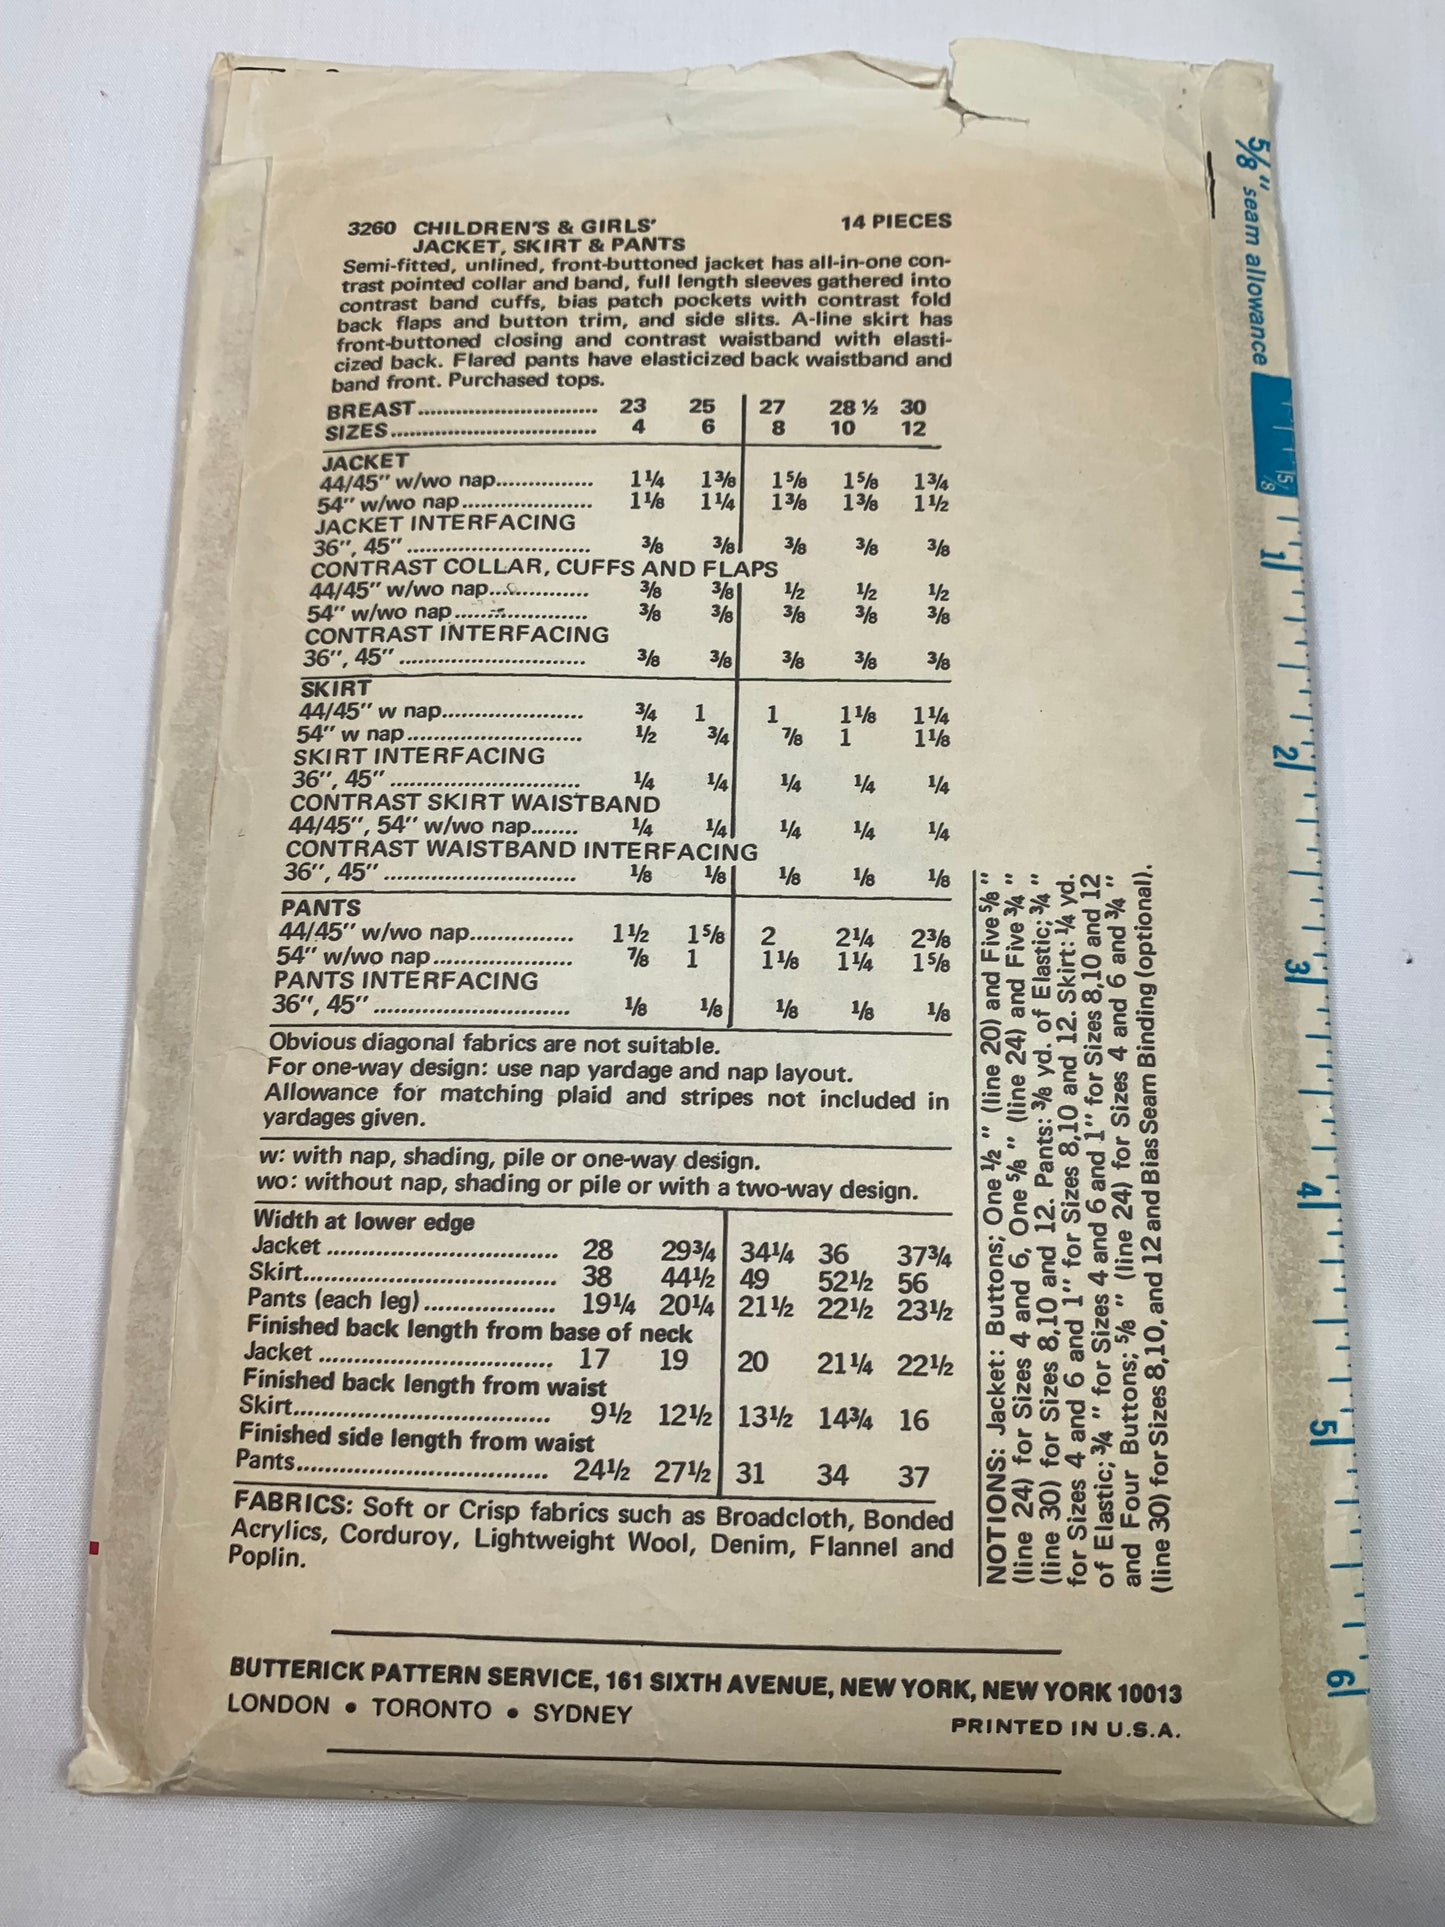 3260 CHILDREN'S & GIRLS' 14 PIECES
JACKET, SKIRT & PANTS
Semi-fitted, unlined, front-buttoned jacket has all-in-one con-
trast pointed collar and band, full length sleeves gathered into
contrast band cuffs, bias patch pockets with contrast fold
back flaps and button trim, and side slits. A-line skirt has
front-buttoned closing and contrast waistband with elasti-
cized back. Flared pants have elasticized back waistband and
band front. Purchased tops.
BREAST.............................. 23 25 27 28 ½ 30
SIZES.................................. 4 6 8 10 12
JACKET
44/45" w/wo nap............... 1¼ 1⅜ 1⅝ 1⅝ 1¾
54" w/wo nap.................... 1⅛ 1¼ 1⅜ 1⅜ 1½
JACKET INTERFACING
36", 45"............................. ⅜ ⅜ ⅜ ⅜ ⅜
CONTRAST COLLAR, CUFFS AND FLAPS
44/45" w/wo nap............... ⅜ ⅜ ½ ½ ½
54" w/wo nap.................... ⅜ ⅜ ⅜ ⅜ ⅜
CONTRAST INTERFACING
36", 45"............................. ⅜ ⅜ ⅜ ⅜ ⅜
SKIRT
44/45" w nap...................... ¾ 1 1 1⅛ 1¼
54" w nap........................... ½ ¾ ⅞ 1 1⅛
SKIRT INTERFACING
36", 45"............................. ¼ ¼ ¼ ¼ ¼
CONTRAST SKIRT WAISTBAND
44/45", 54" w/wo nap....... ¼ ¼ ¼ ¼ ¼
CONTRAST WAISTBAND INTERFACING
36", 45"............................. ⅛ ⅛ ⅛ ⅛ ⅛
PANTS
44/45" w/wo nap............... 1½ 1⅝ 2 2¼ 2⅜
54" w/wo nap.................... ⅞ 1 1⅛ 1¼ 1⅝
PANTS INTERFACING
36", 45"............................. ⅛ ⅛ ⅛ ⅛ ⅛
Obvious diagonal fabrics are not suitable.
For one-way design: use nap yardage and nap layout.
Allowance for matching plaid and stripes not included in
yardages given.
w: with nap, shading, pile or one-way design.
wo: without nap, shading or pile or with a two-way design.
Width at lower edge
Jacket ................................. 28 29¾ 34¼ 36 37¾
Skirt.................................... 38 44½ 49 52½ 56
Pants (each leg)................... 19¼ 20¼ 21½ 22½ 23½
Finished back length from base of neck
Jacket ................................. 17 19 20 21¼ 22½
Finished back length from waist
Skirt.................................... 9½ 12½ 13½ 14¾ 16
Finished side length from waist
Pants................................... 24½ 27½ 31 34 37
FABRICS: Soft or Crisp fabrics such as Broadcloth, Bonded
Acrylics, Corduroy, Lightweight Wool, Denim, Flannel and
Poplin.
NOTIONS: Jacket: Buttons; One ½ " (line 20) and Five ⅝ "
(line 24) for Sizes 4 and 6, One ⅝ " (line 24) and Five ¾ "
(line 30) for Sizes 8,10 and 12. Pants: ⅜ yd. of Elastic; ¾ "
for Sizes 4 and 6 and 1" for Sizes 8,10 and 12. Skirt: ¼ yd.
of Elastic; ¾ " for Sizes 4 and 6 and 1" for Sizes 8,10 and 12
and Four Buttons; ⅝ " (line 24) for Sizes 4 and 6 and ¾ "
(line 30) for Sizes 8,10, and 12 and Bias Seam Binding (optional).
BUTTERICK PATTERN SERVICE, 161 SIXTH AVENUE, NEW YORK, NEW YORK 10013
LONDON • TORONTO • SYDNEY
PRINTED IN U.S.A.
5/8" seam allowance
5/8
1
2
3
4
5
6